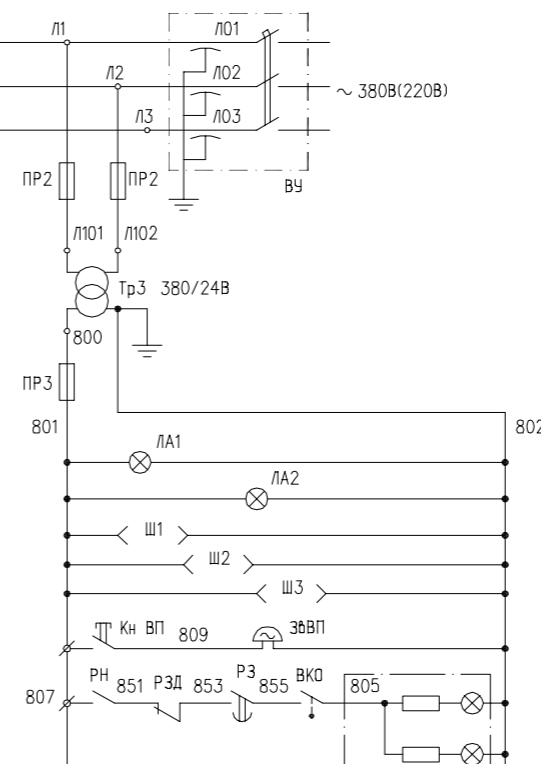 Л1
Л01
Л2
Л02
~ 380В(220В)
Л3
Л03
ПР2
ПР2
ВУ
Л101
Л102
Тр3 380/24В
800
ПР3
801
802
ЛА1
ЛА2
Ш1
Ш2
Ш3
Кн ВП
809
ЗвВП
807
РН
851
РЗД
853
РЗ
855
ВКО
805